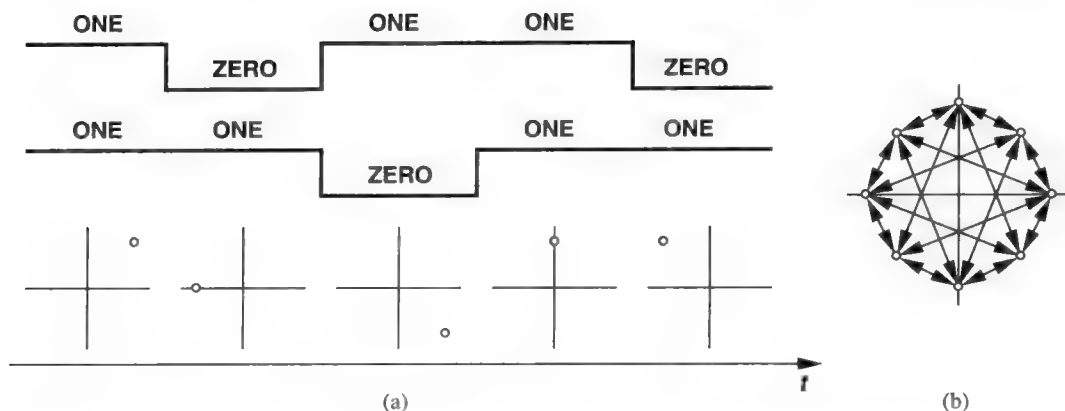 ONE ONE ONE
ZERO ZERO
ONE ONE ONE ONE
ZERO
t
(a) (b)